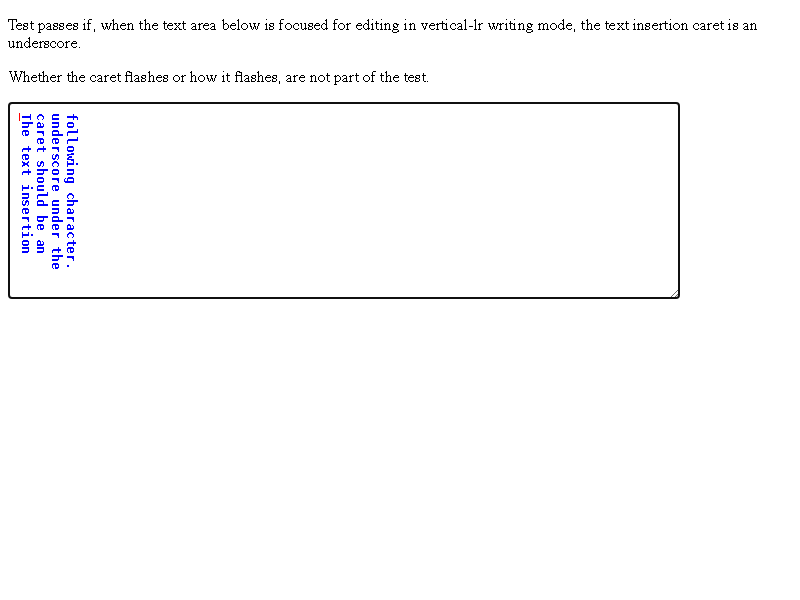 Test passes if, when the text area below is focused for editing in vertical-lr writing mode, the text insertion caret is an
underscore.
Whether the caret flashes or how it flashes, are not part of the test.
The text insertion
caret should be an
underscore under the
following character.